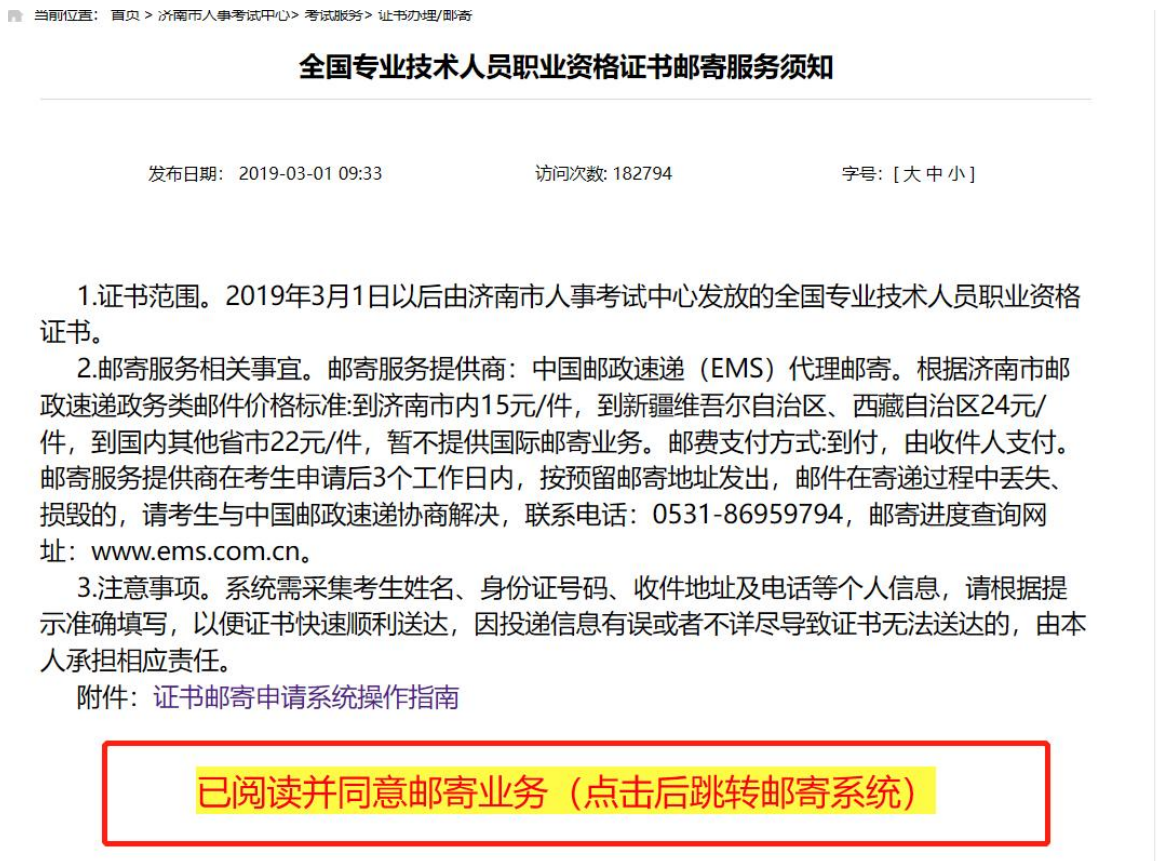 当前位置： 首页 > 济南市人事考试中心> 考试服务> 证书办理/邮寄
全国专业技术人员职业资格证书邮寄服务须知
发布日期： 2019-03-01 09:33 访问次数: 182794 字号：[ 大 中 小 ]
1.证书范围。2019年3月1日以后由济南市人事考试中心发放的全国专业技术人员职业资格
证书。
2.邮寄服务相关事宜。邮寄服务提供商：中国邮政速递（EMS）代理邮寄。根据济南市邮
政速递政务类邮件价格标准:到济南市内15元/件，到新疆维吾尔自治区、西藏自治区24元/
件，到国内其他省市22元/件，暂不提供国际邮寄业务。邮费支付方式:到付，由收件人支付。
邮寄服务提供商在考生申请后3个工作日内，按预留邮寄地址发出，邮件在寄递过程中丢失、
损毁的，请考生与中国邮政速递协商解决，联系电话：0531-86959794，邮寄进度查询网
址：www.ems.com.cn。
3.注意事项。系统需采集考生姓名、身份证号码、收件地址及电话等个人信息，请根据提
示准确填写，以便证书快速顺利送达，因投递信息有误或者不详尽导致证书无法送达的，由本
人承担相应责任。
附件：证书邮寄申请系统操作指南
已阅读并同意邮寄业务（点击后跳转邮寄系统）